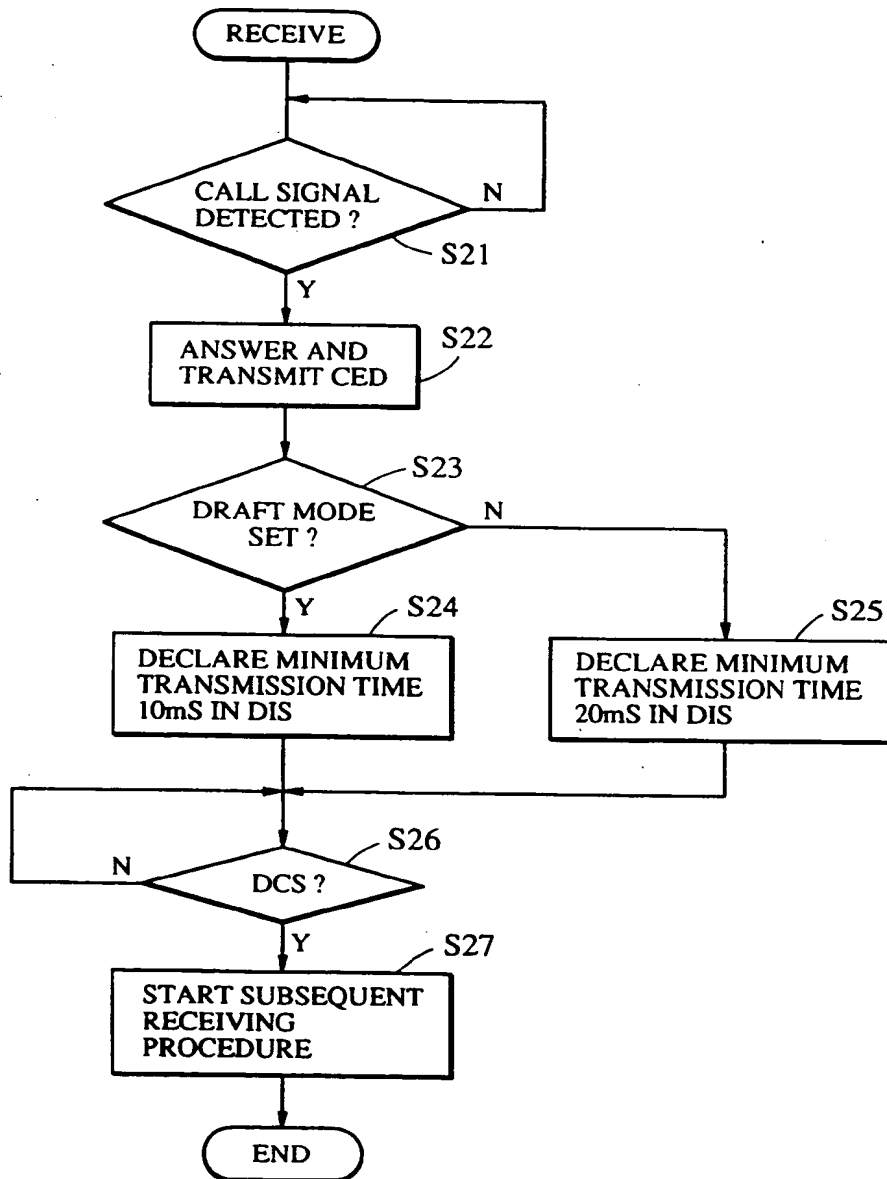 RECEIVE
CALL SIGNAL
DETECTED ?
N
S21
Y
S22
ANSWER AND
TRANSMIT CED
S23
DRAFT MODE
SET ?
N
Y
S24
DECLARE MINIMUM
TRANSMISSION TIME
10mS IN DIS
S25
DECLARE MINIMUM
TRANSMISSION TIME
20mS IN DIS
S26
DCS ?
N
Y
S27
START SUBSEQUENT
RECEIVING
PROCEDURE
END